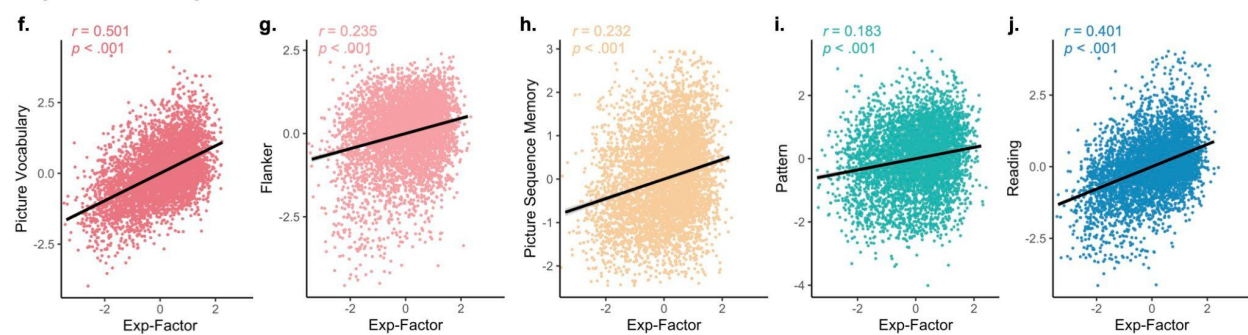 f.
r = 0.501
p < .001
Picture Vocabulary
2.5
0.0
-2.5
-2
0
2
Exp-Factor
g.
r = 0.235
p < .001
Flanker
2.5
0.0
-2.5
-2
0
2
Exp-Factor
h.
r = 0.232
p < .001
Picture Sequence Memory
3
2
1
0
-1
-2
-2
0
2
Exp-Factor
i.
r = 0.183
p < .001
Pattern
2
0
-2
-4
-2
0
2
Exp-Factor
j.
r = 0.401
p < .001
Reading
2.5
0.0
-2.5
-2
0
2
Exp-Factor